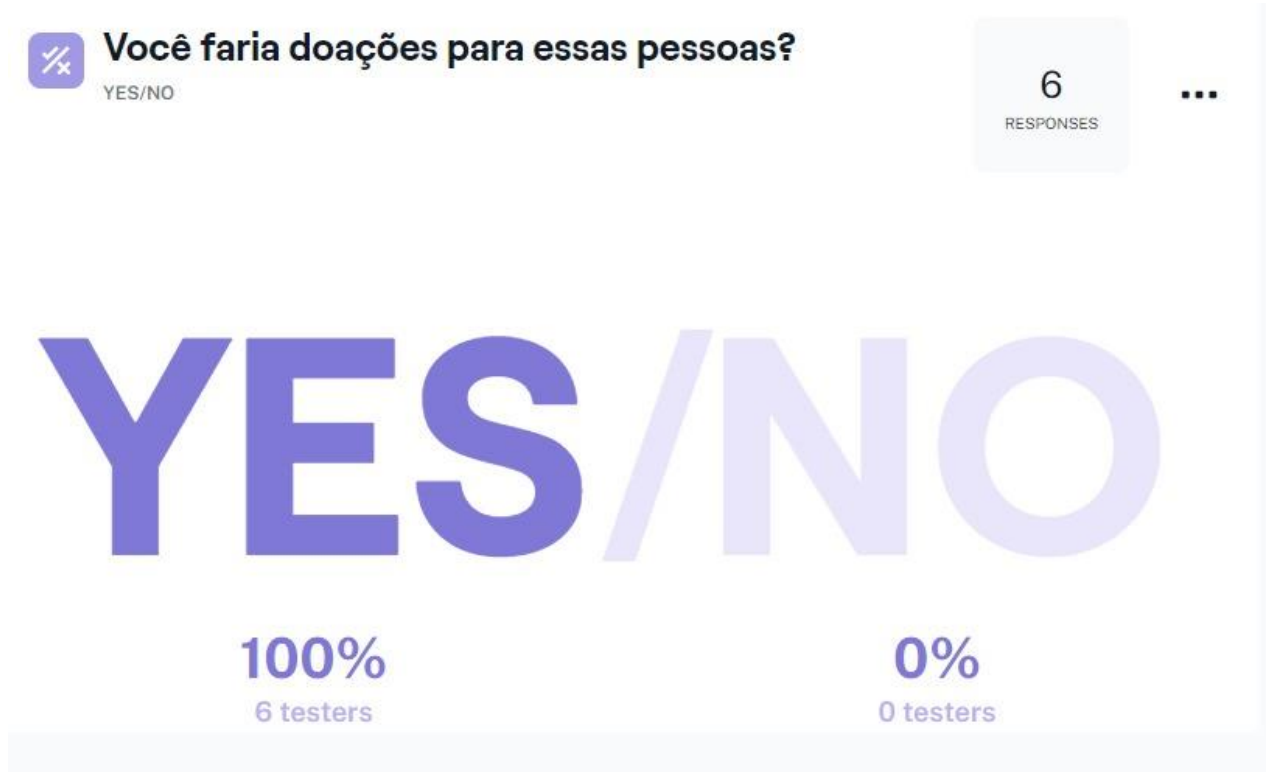 Você faria doações para essas pessoas?
YES/NO
6
RESPONSES
...
YES/NO
100%
6 testers
0%
0 testers